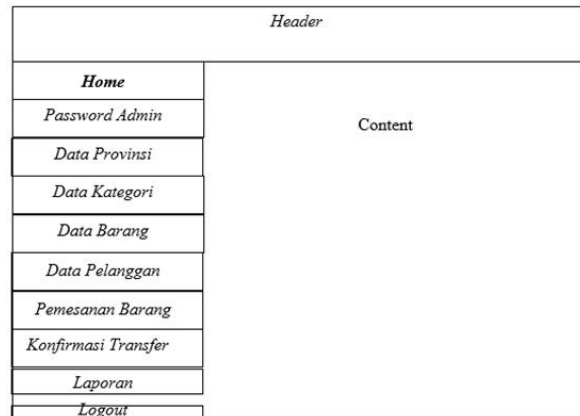 Header
Home
Password Admin
Content
Data Provinsi
Data Kategori
Data Barang
Data Pelanggan
Pemesanan Barang
Konfirmasi Transfer
Laporan
Logout